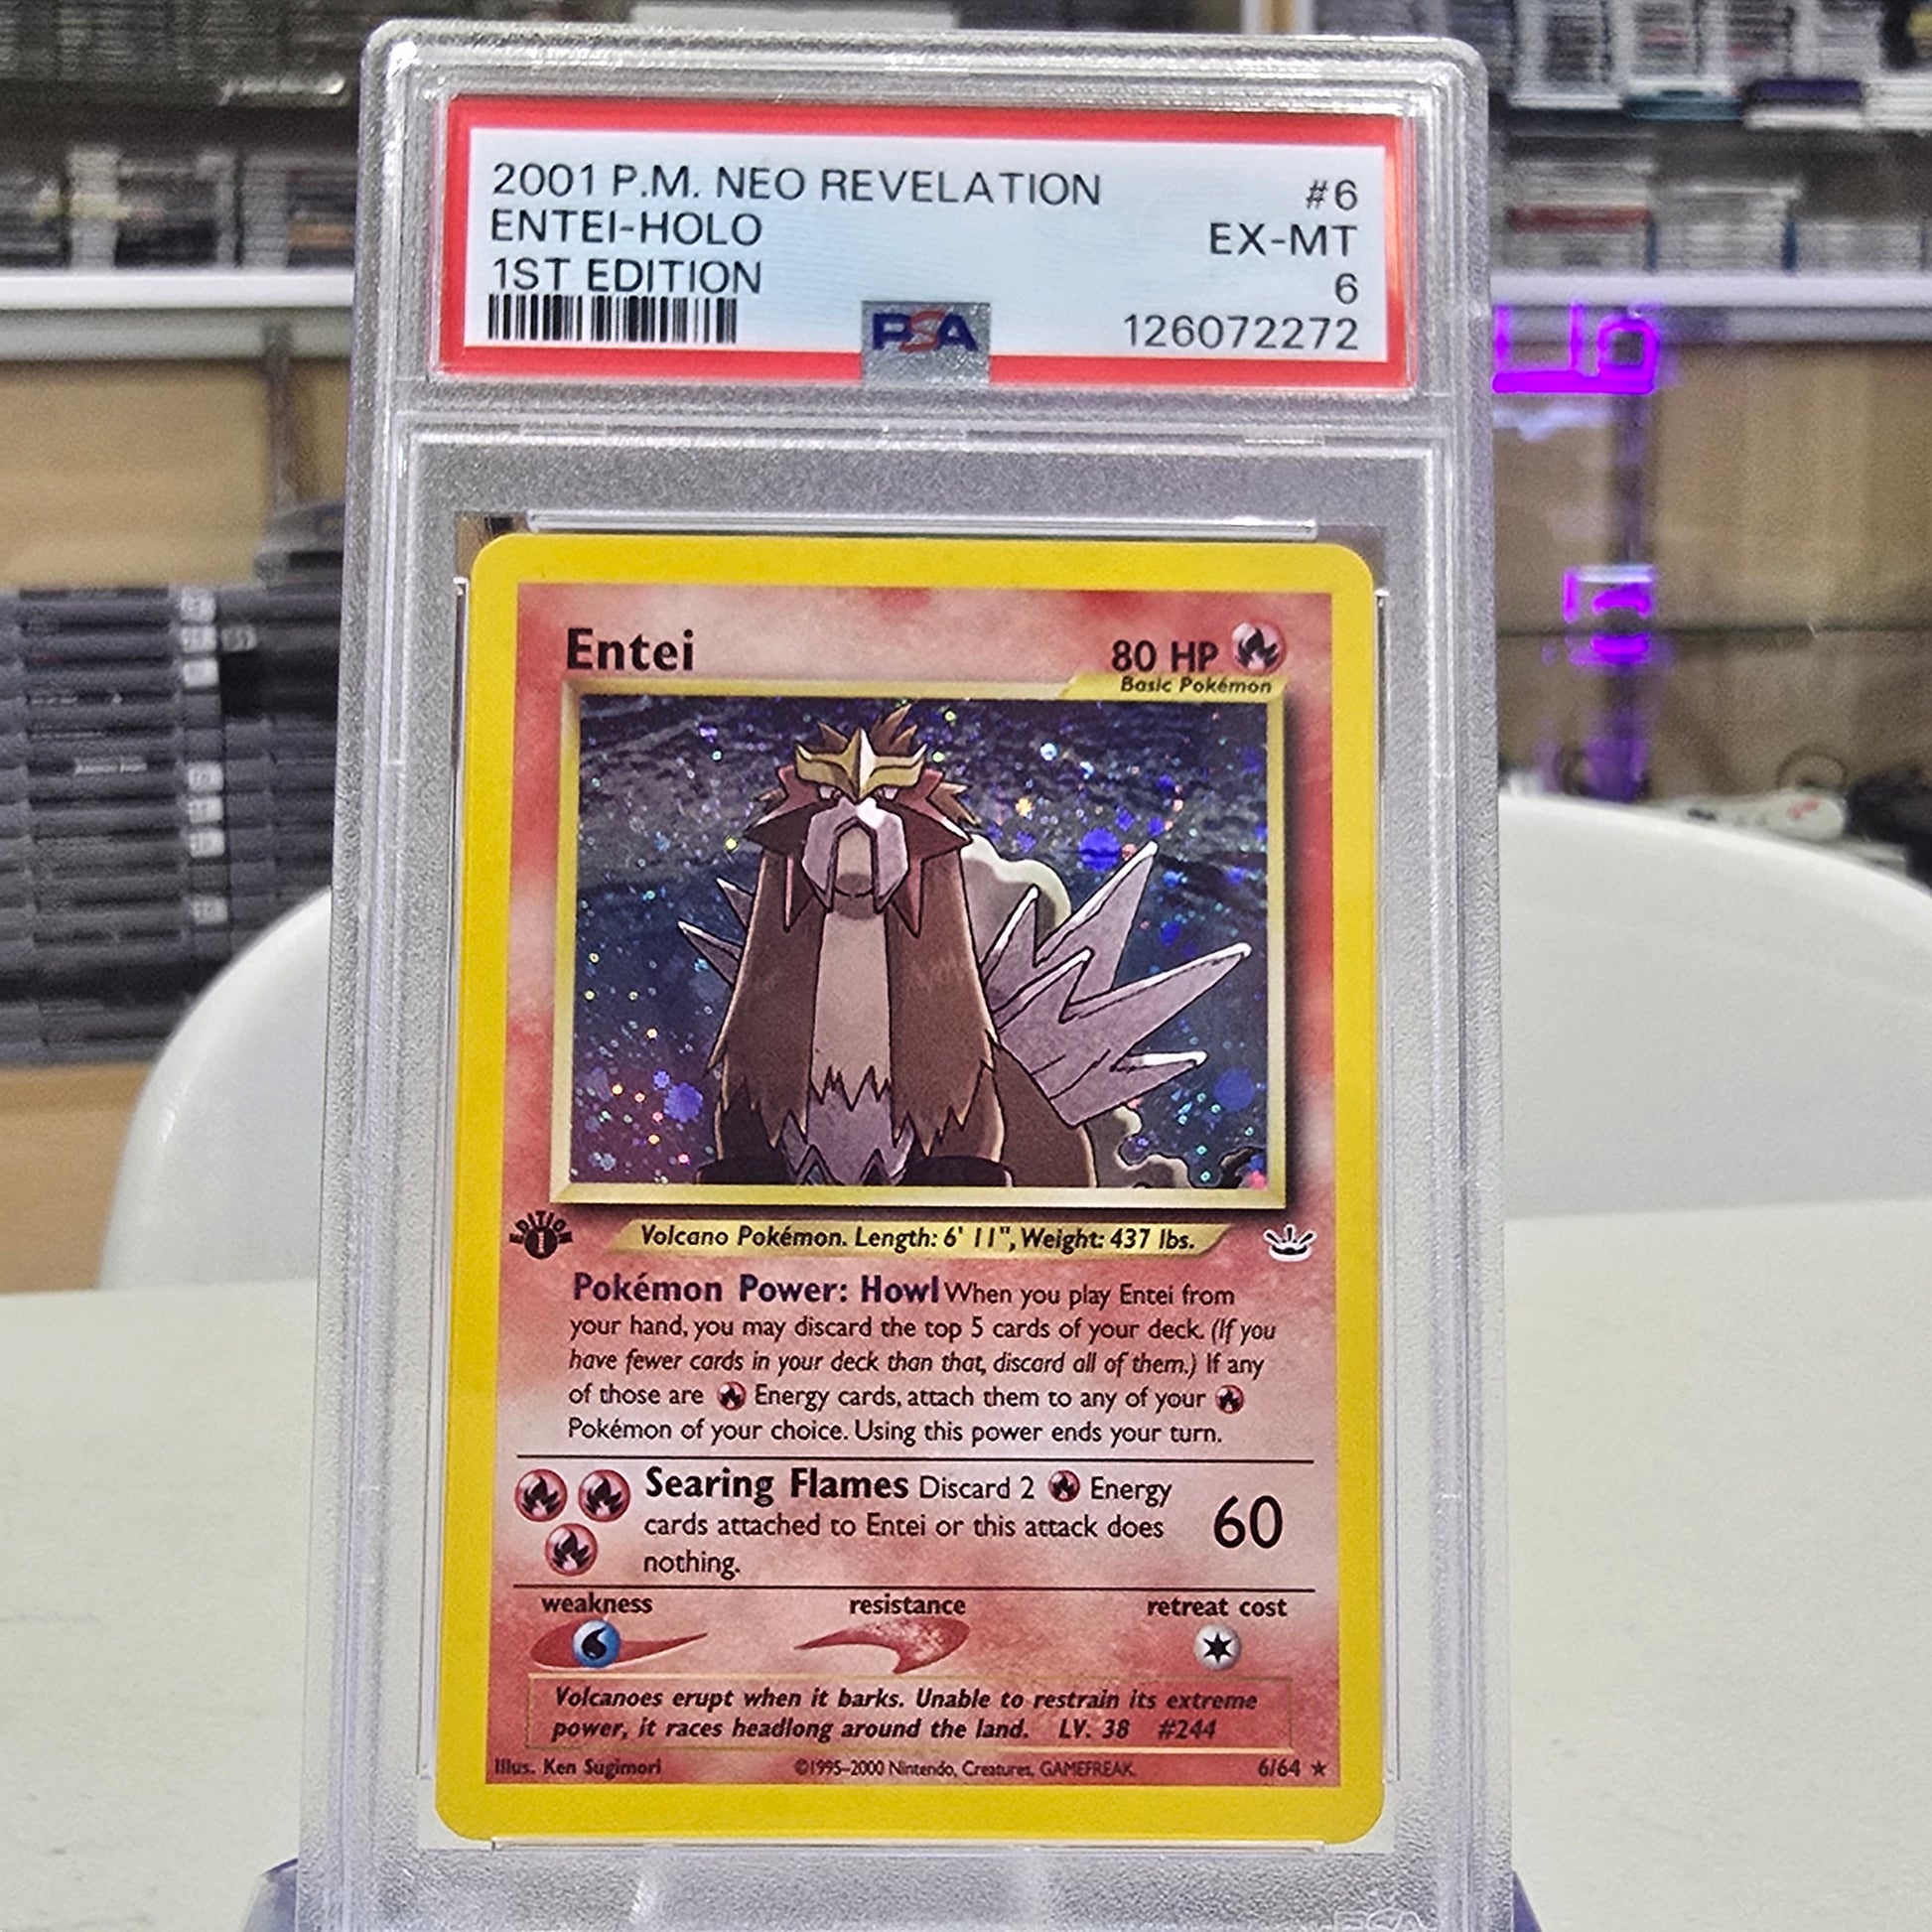 2001 P.M. NEO REVELATION #6
ENTEI-HOLO EX-MT
1ST EDITION 6
PSA 126072272
Entei 80 HP
Basic Pokémon
EDITION 1
Volcano Pokémon. Length: 6' 11", Weight: 437 lbs.
Pokémon Power: Howl When you play Entei from
your hand, you may discard the top 5 cards of your deck. (If you
have fewer cards in your deck than that, discard all of them.) If any
of those are Energy cards, attach them to any of your
Pokémon of your choice. Using this power ends your turn.
Searing Flames Discard 2 Energy
cards attached to Entei or this attack does
nothing.
60
weakness resistance retreat cost
Volcanoes erupt when it barks. Unable to restrain its extreme
power, it races headlong around the land. LV. 38 #244
Illus. Ken Sugimori ©1995–2000 Nintendo, Creatures, GAMEFREAK. 6/64 ★